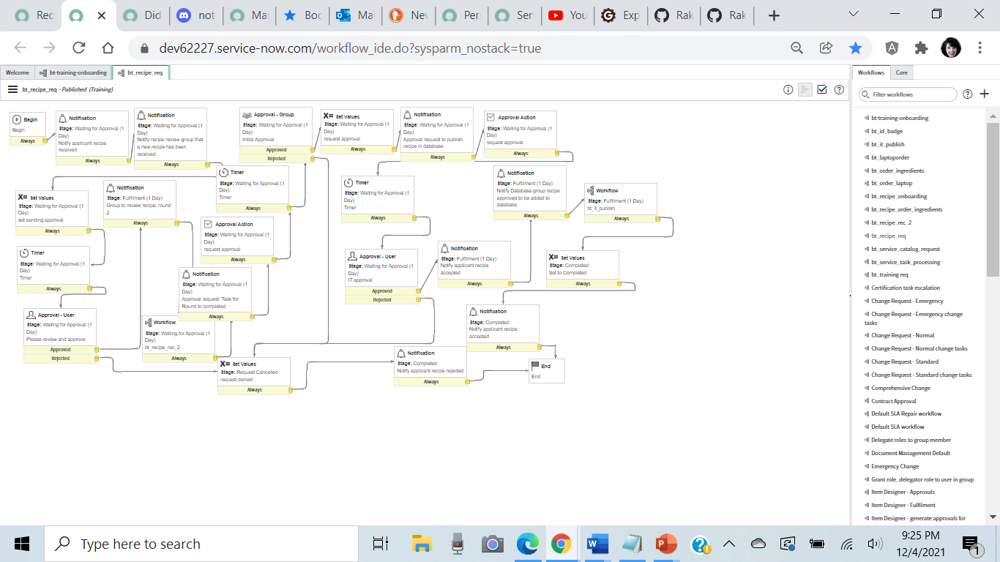 Rec
Did
not
Mar
Boo
Mai
Nev
Per
Ser
You
Exp
Rak
Rak
dev62227.service-now.com/workflow_ide.do?sysparm_nostack=true
Welcome
bt-training-onboarding
bt_recipe_req
Workflows
Core
bt_recipe_req - Published (Training)
Filter workflows
Begin
Begin
Always
Notification
Stage: Waiting for Approval (1
Day)
Notify applicant recipe
received
Always
Notification
Stage: Waiting for Approval (1
Day)
Notify recipe review group that
a new recipe has been
received
Always
Approval - Group
Stage: Waiting for Approval (1
Day)
Initial Approval
Approved
Rejected
Set Values
Stage: Waiting for Approval (1
Day)
request approval
Always
Notification
Stage: Waiting for Approval (1
Day)
Approval request to publish
recipe in database
Always
Approval Action
Stage: Waiting for Approval (1
Day)
request approval
Always
Timer
Stage: Waiting for Approval (1
Day)
Timer
Always
Set Values
Stage: Waiting for Approval (1
Day)
set pending approval
Always
Notification
Stage: Fulfillment (1 Day)
Group to review recipe: round
2
Always
Timer
Stage: Waiting for Approval (1
Day)
Timer
Always
Notification
Stage: Fulfillment (1 Day)
Notify Database group recipe
approved to be added to
database
Always
Workflow
Stage: Fulfillment (1 Day)
bt_it_publish
Always
Approval Action
Stage: Waiting for Approval (1
Day)
request approval
Always
Timer
Stage: Waiting for Approval (1
Day)
Timer
Always
Approval - User
Stage: Waiting for Approval (1
Day)
IT approval
Approved
Rejected
Notification
Stage: Fulfillment (1 Day)
Notify applicant recipe
accepted
Always
Set Values
Stage: Completed
Set to Completed
Always
Notification
Stage: Waiting for Approval (1
Day)
Approval request. Task for
Round to completed
Always
Approval - User
Stage: Waiting for Approval (1
Day)
Please review and approve
Approved
Rejected
Workflow
Stage: Waiting for Approval (1
Day)
bt_recipe_rec_2
Always
Notification
Stage: Completed
Notify applicant recipe
accepted
Always
Set Values
Stage: Request Cancelled
request denied
Always
Notification
Stage: Completed
Notify applicant recipe rejected
Always
End
End
bt-training-onboarding
bt_id_badge
bt_it_publish
bt_laptoporder
bt_order_ingredients
bt_order_laptop
bt_recipe_onboarding
bt_recipe_order_ingredients
bt_recipe_rec_2
bt_recipe_req
bt_service_catalog_request
bt_service_task_processing
bt_training req
Certification task escalation
Change Request - Emergency
Change Request - Emergency change
tasks
Change Request - Normal
Change Request - Normal change tasks
Change Request - Standard
Change Request - Standard change tasks
Comprehensive Change
Contract Approval
Default SLA Repair workflow
Default SLA workflow
Delegate roles to group member
Document Management Default
Emergency Change
Grant role_delegator role to user in group
Item Designer - Approvals
Item Designer - Fulfilment
Item Designer - generate approvals for
Type here to search
9:25 PM
12/4/2021
1